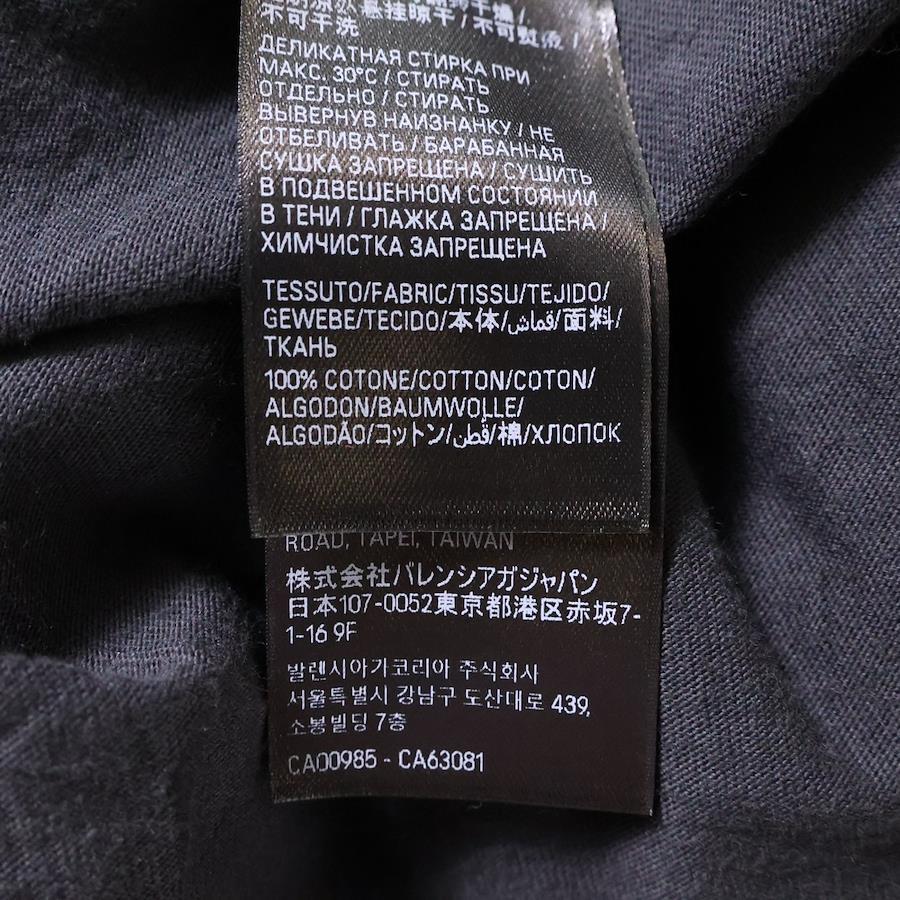 不可干洗 不可熨烫 /
ДЕЛИКАТНАЯ СТИРКА ПРИ
МАКС. 30°C / СТИРАТЬ
ОТДЕЛЬНО / СТИРАТЬ
ВЫВЕРНУВ НАИЗНАНКУ / НЕ
ОТБЕЛИВАТЬ / БАРАБАННАЯ
СУШКА ЗАПРЕЩЕНА / СУШИТЬ
В ПОДВЕШЕННОМ СОСТОЯНИИ
В ТЕНИ / ГЛАЖКА ЗАПРЕЩЕНА /
ХИМЧИСТКА ЗАПРЕЩЕНА
TESSUTO/FABRIC/TISSU/TEJIDO/
GEWEBE/TECIDO/本体/قماش/面料/
ТКАНЬ
100% COTONE/COTTON/COTON/
ALGODON/BAUMWOLLE/
ALGODÃO/コットン/قطن/棉/ХЛОПОК
ROAD, TAPEI, TAIWAN
株式会社バレンシアガジャパン
日本107-0052東京都港区赤坂7-
1-16 9F
발렌시아가코리아 주식회사
서울특별시 강남구 도산대로 439,
소봉빌딩 7층
CA00985 - CA63081